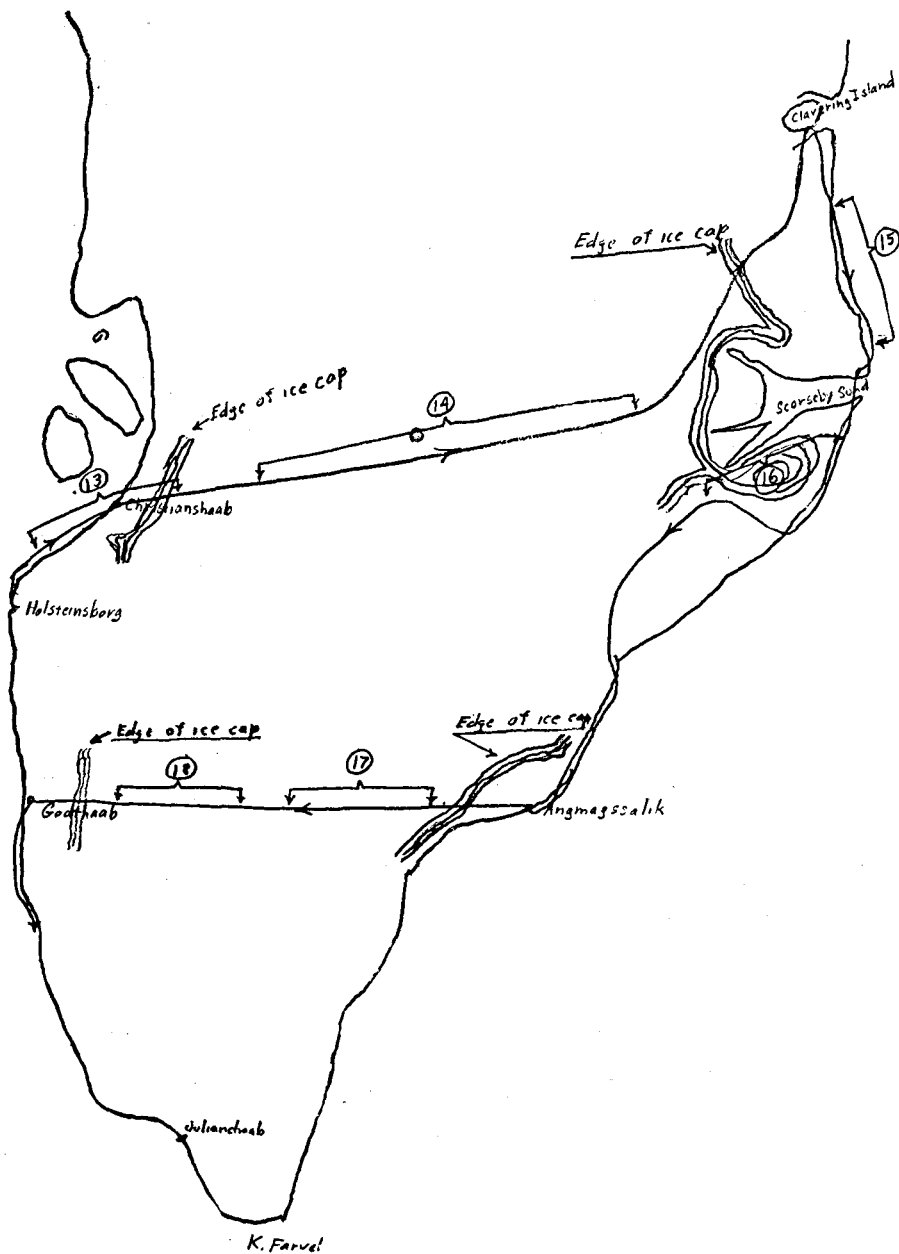 Clavering Island
15
Edge of ice cap
Edge of ice cap
14
Scorseby Sund
13
16
Christianshaab
Holsteinsborg
Edge of ice cap
Edge of ice cap
18
17
Godthaab
Angmagssalik
Julianehaab
K. Farvel